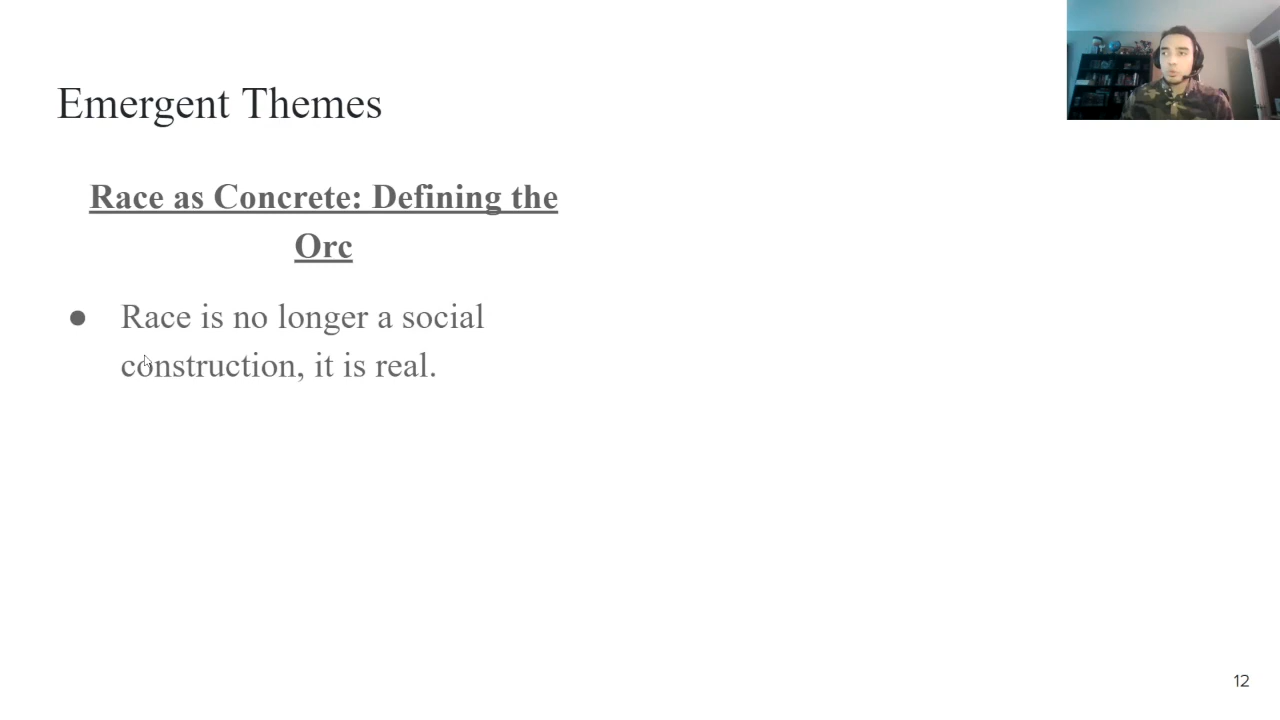 Emergent Themes
Race as Concrete: Defining the
Orc
● Race is no longer a social
construction, it is real.
12